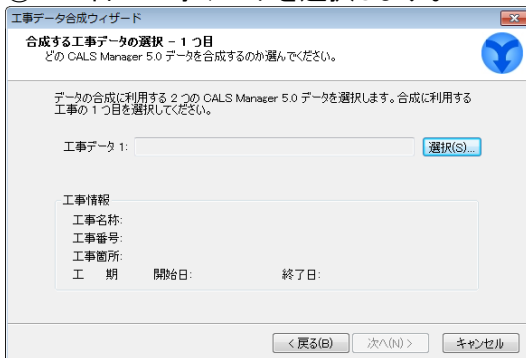 工事データ合成ウィザード
合成する工事データの選択 － 1 つ目
どの CALS Manager 5.0 データを合成するのか選んでください。
データの合成に利用する 2 つの CALS Manager 5.0 データを選択します。合成に利用する
工事の 1 つ目を選択してください。
工事データ 1:
選択(S)...
工事情報
工事名称:
工事番号:
工事箇所:
工　期 開始日: 終了日:
< 戻る(B) 次へ(N) > キャンセル